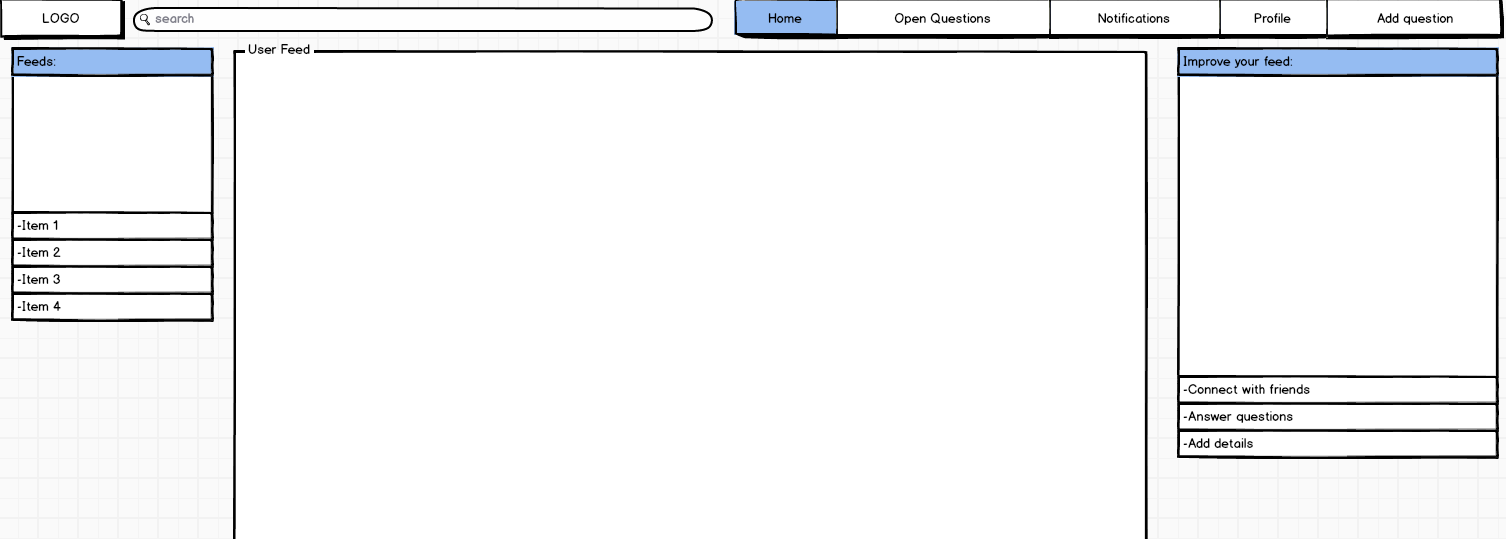 LOGO
search
Home
Open Questions
Notifications
Profile
Add question
Feeds:
-Item 1
-Item 2
-Item 3
-Item 4
User Feed
Improve your feed:
-Connect with friends
-Answer questions
-Add details